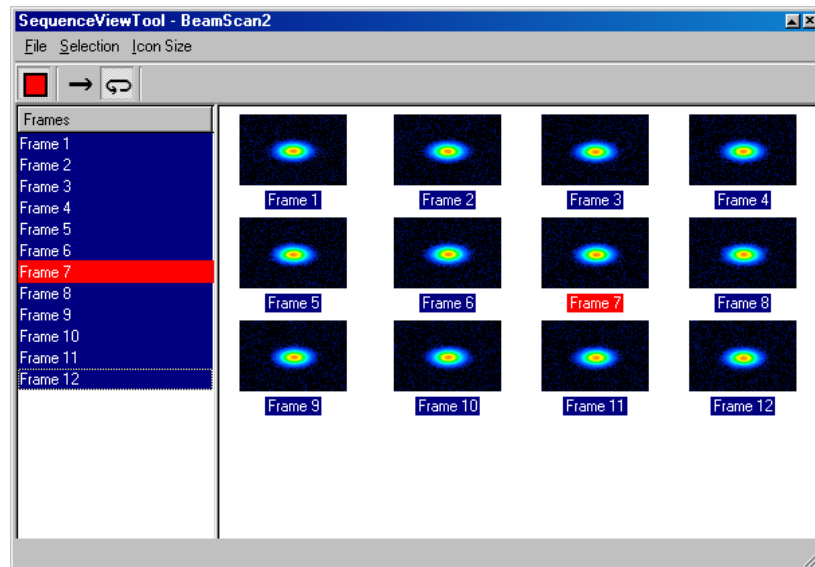 SequenceViewTool - BeamScan2
File Selection Icon Size
Frames
Frame 1
Frame 2
Frame 3
Frame 4
Frame 5
Frame 6
Frame 7
Frame 8
Frame 9
Frame 10
Frame 11
Frame 12
Frame 1 Frame 2 Frame 3 Frame 4
Frame 5 Frame 6 Frame 7 Frame 8
Frame 9 Frame 10 Frame 11 Frame 12